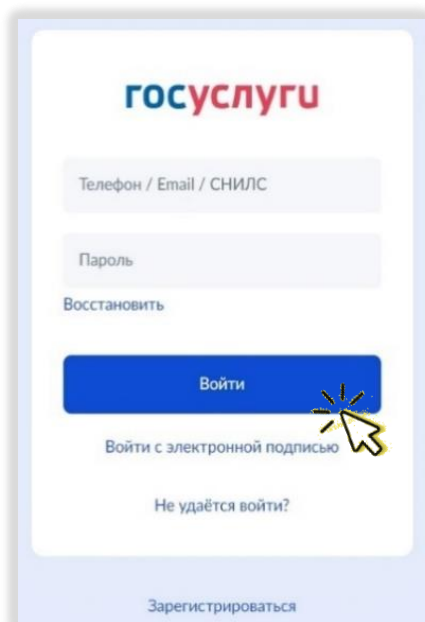 госуслуги
Телефон / Email / СНИЛС
Пароль
Восстановить
Войти
Войти с электронной подписью
Не удаётся войти?
Зарегистрироваться